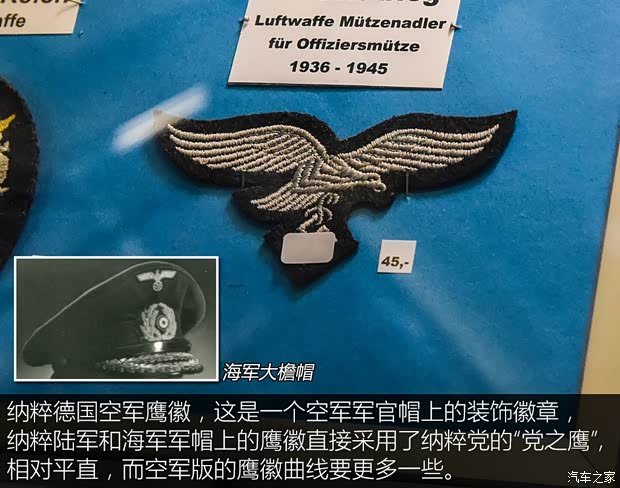 Luftwaffe Mützenadler
für Offiziersmütze
1936 - 1945
45,-
海军大檐帽
纳粹德国空军鹰徽，这是一个空军军官帽上的装饰徽章，
纳粹陆军和海军军帽上的鹰徽直接采用了纳粹党的“党之鹰”，
相对平直，而空军版的鹰徽曲线要更多一些。
汽车之家